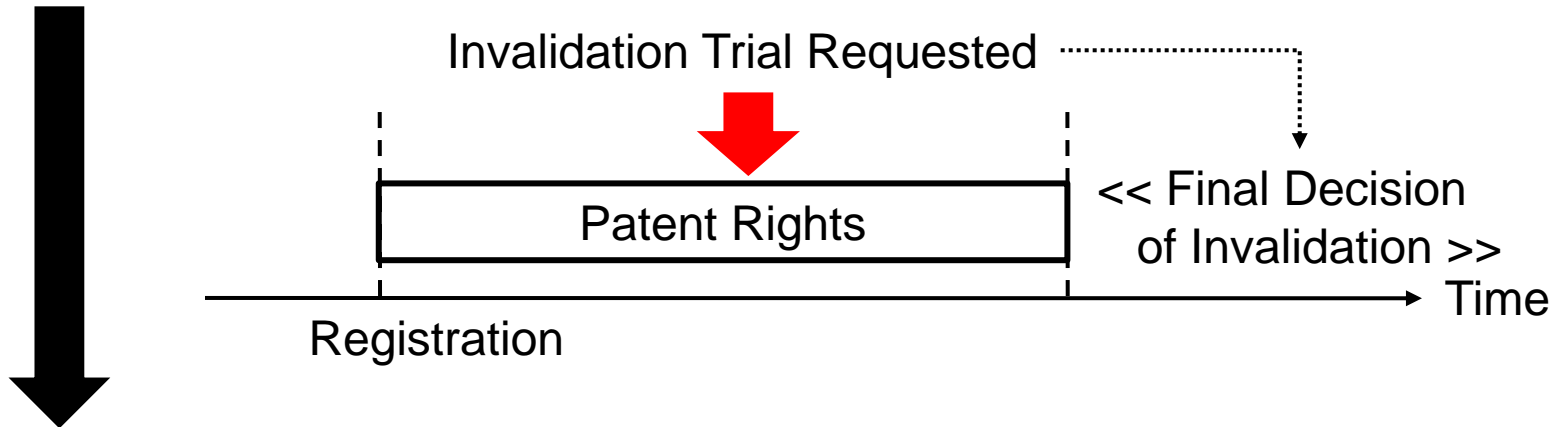 Invalidation Trial Requested
Patent Rights
<< Final Decision
of Invalidation >>
Time
Registration